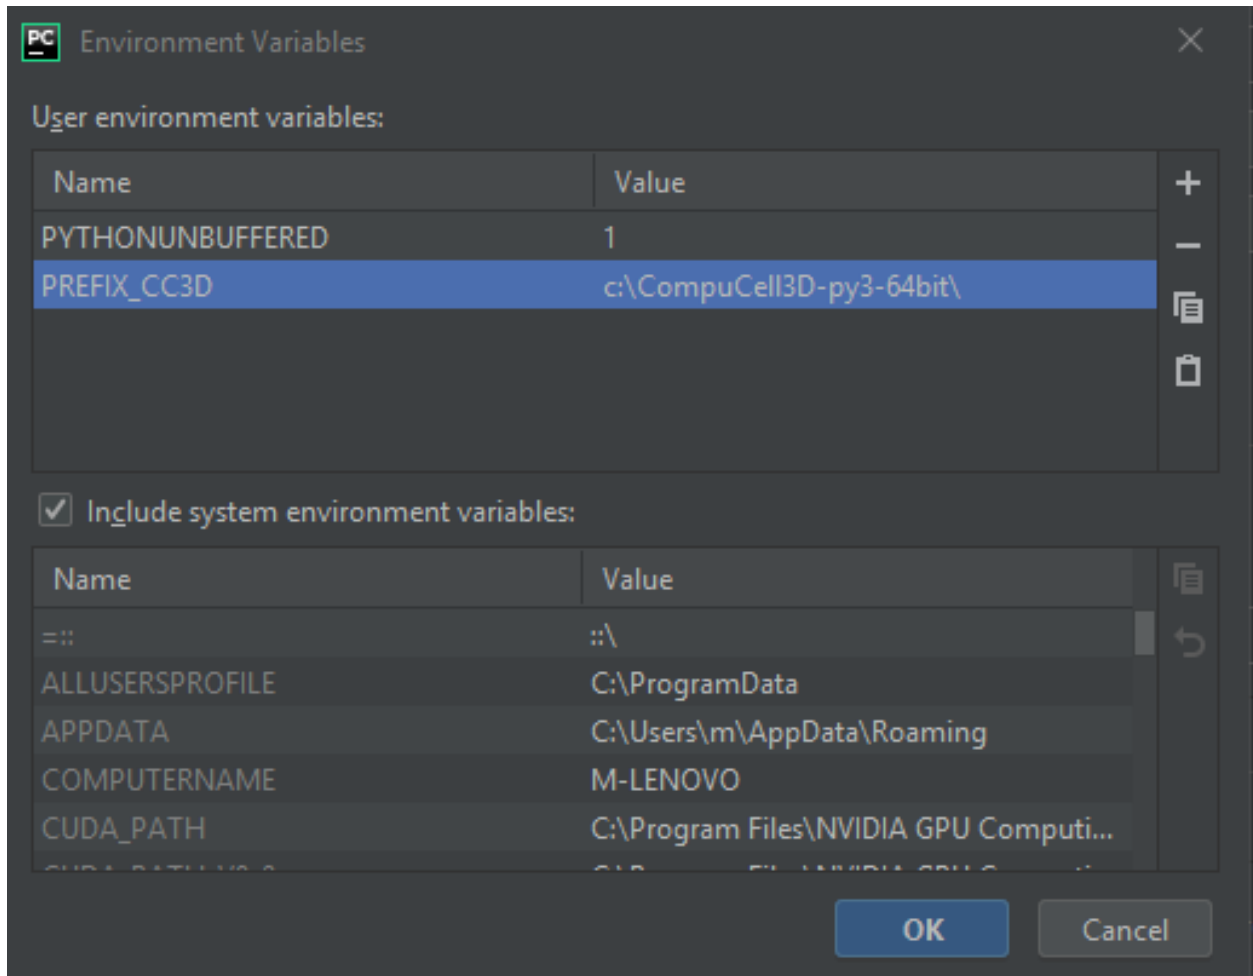 PC Environment Variables
User environment variables:
Name Value
PYTHONUNBUFFERED 1
PREFIX_CC3D c:\CompuCell3D-py3-64bit\
Include system environment variables:
Name Value
=:: ::\
ALLUSERSPROFILE C:\ProgramData
APPDATA C:\Users\m\AppData\Roaming
COMPUTERNAME M-LENOVO
CUDA_PATH C:\Program Files\NVIDIA GPU Computi...
OK Cancel